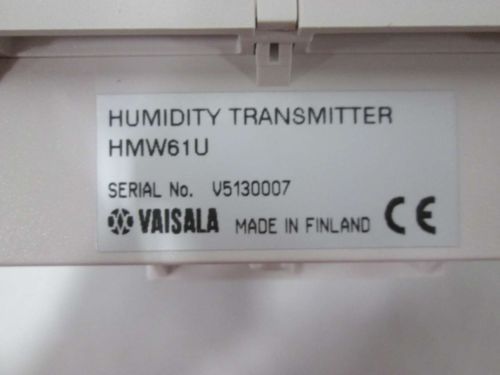 HUMIDITY TRANSMITTER
HMW61U
SERIAL No. V5130007
VAISALA MADE IN FINLAND CE